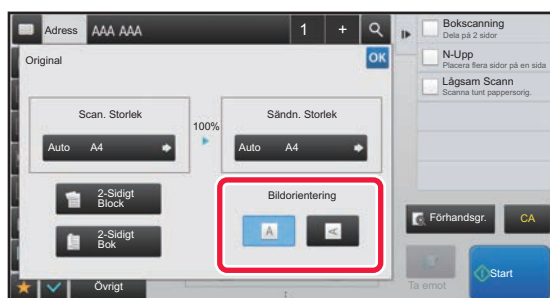 Adress AAA AAA 1 +
Original
OK
Scan. Storlek
100%
Sändn. Storlek
Auto A4
Auto A4
2-Sidigt
Block
2-Sidigt
Bok
Bildorientering
A
A
Övrigt
Bokscanning
Dela på 2 sidor
N-Upp
Placera flera sidor på en sida
Lågsam Scann
Scanna tunt pappersorig.
Förhandsgr.
CA
Ta emot
Start